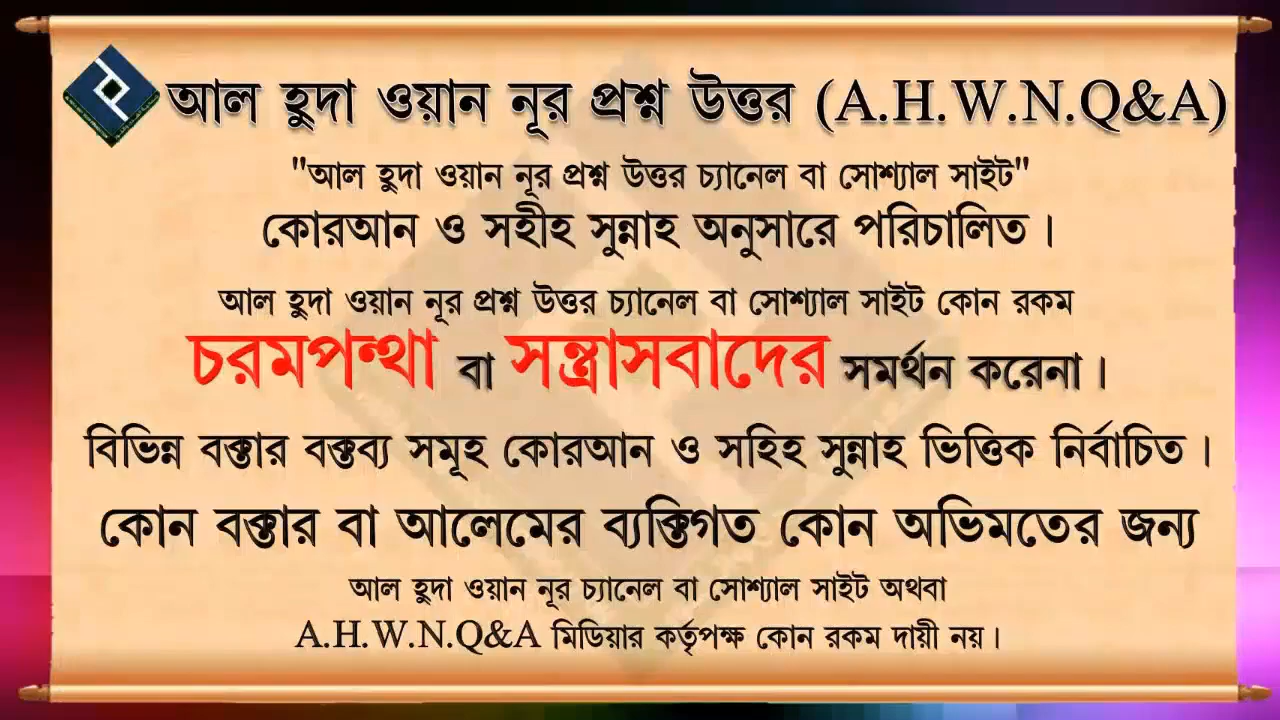 আল হুদা ওয়ান নূর প্রশ্ন উত্তর (A.H.W.N.Q&A)
"আল হুদা ওয়ান নূর প্রশ্ন উত্তর চ্যানেল বা সোশ্যাল সাইট"
কোরআন ও সহীহ সুন্নাহ অনুসারে পরিচালিত।
আল হুদা ওয়ান নূর প্রশ্ন উত্তর চ্যানেল বা সোশ্যাল সাইট কোন রকম
চরমপন্থা বা সন্ত্রাসবাদের সমর্থন করেনা।
বিভিন্ন বক্তার বক্তব্য সমূহ কোরআন ও সহিহ সুন্নাহ ভিত্তিক নির্বাচিত।
কোন বক্তার বা আলেমের ব্যক্তিগত কোন অভিমতের জন্য
আল হুদা ওয়ান নূর চ্যানেল বা সোশ্যাল সাইট অথবা
A.H.W.N.Q&A মিডিয়ার কর্তৃপক্ষ কোন রকম দায়ী নয়।